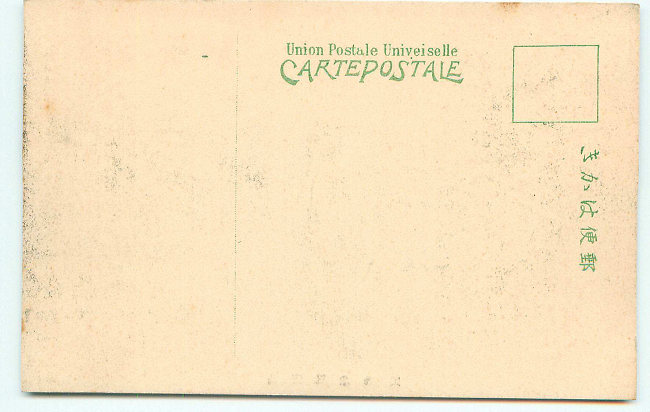 Union Postale Univeiselle
CARTEPOSTALE
郵便はかき